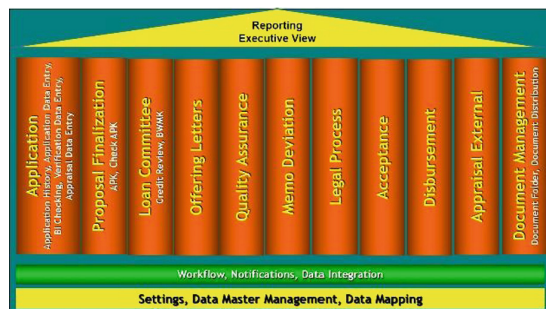 Reporting
Executive View
Application
Application History, Application Data Entry,
BI Checking, Verification Data Entry,
Appraisal Data Entry
Proposal Finalization
APK, Check APK
Loan Committee
Credit Review, BWMK
Offering Letters
Quality Assurance
Memo Deviation
Legal Process
Acceptance
Disbursement
Appraisal External
Document Management
Document Folder, Document Distribution
Workflow, Notifications, Data Integration
Settings, Data Master Management, Data Mapping